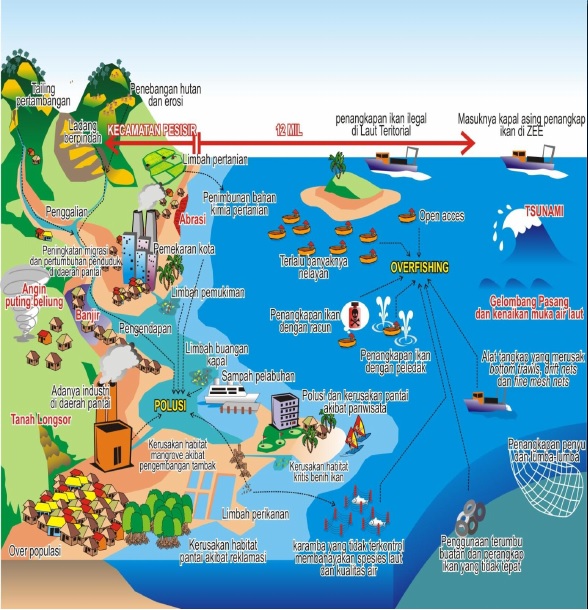 Tailing
pertambangan
Penebangan hutan
dan erosi
Ladang
berpindah
KECAMATAN PESISIR
12 MIL
penangkapan ikan ilegal
di Laut Teritorial
Masuknya kapal asing penangkap
ikan di ZEE
Limbah pertanian
Penimbunan bahan
kimia pertanian
Abrasi
Penggalian
Open acces
TSUNAMI
Pemekaran kota
Peningkatan migrasi
dan pertumbuhan penduduk
di daerah pantai
Terlalu banyaknya
nelayan
OVERFISHING
Angin
puting beliung
Limbah pemukiman
Gelombang Pasang
dan kenaikan muka air laut
Banjir
Pengendapan
Penangkapan ikan
dengan racun
Penangkapan ikan
dengan peledak
Limbah buangan
kapal
Alat tangkap yang merusak
bottom trawls, drift nets
dan fine mesh nets
Sampah pelabuhan
Adanya industri
di daerah pantai
POLUSI
Polusi dan kerusakan pantai
akibat pariwisata
Tanah Longsor
Kerusakan habitat
mangrove akibat
pengembangan tambak
Kerusakan habitat
kritis benih ikan
Penangkapan penyu
dan lumba-lumba
Limbah perikanan
Over populasi
Kerusakan habitat
pantai akibat reklamasi
karamba yang tidak terkontrol
membahayakan spesies laut
dan kualitas air
Penggunaan terumbu
buatan dan perangkap
ikan yang tidak tepat